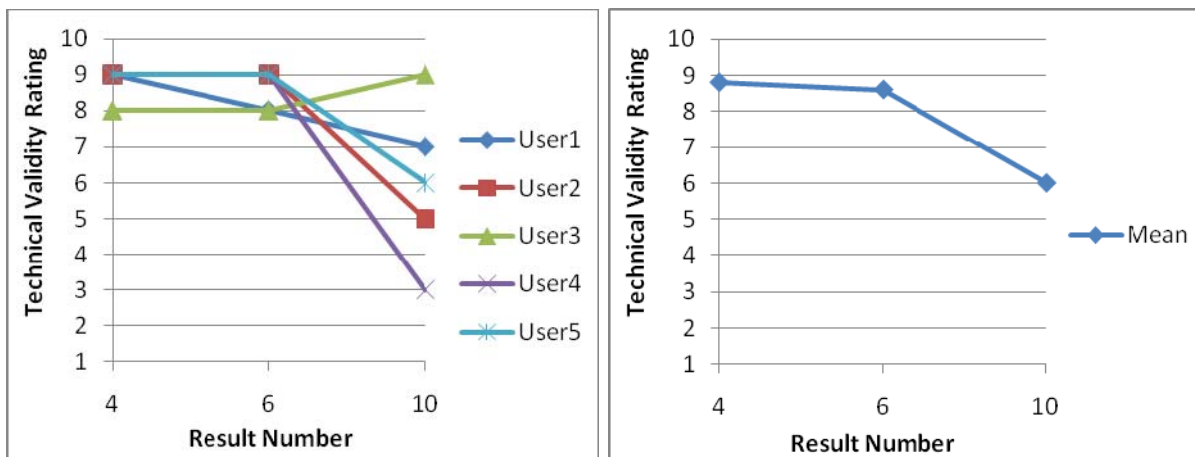 Technical Validity Rating
10
9
8
7
6
5
4
3
2
1
4 6 10
Result Number
User1
User2
User3
User4
User5
Technical Validity Rating
10
9
8
7
6
5
4
3
2
1
4 6 10
Result Number
Mean